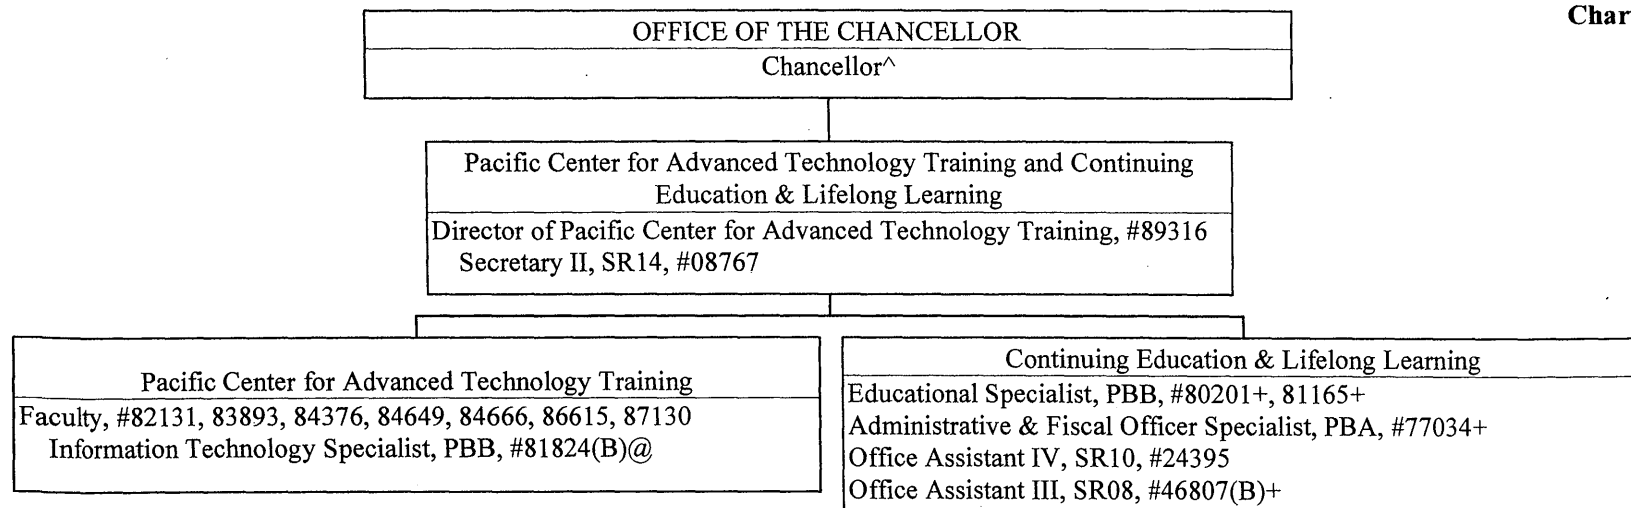 Char
OFFICE OF THE CHANCELLOR
Chancellor^
Pacific Center for Advanced Technology Training and Continuing
Education & Lifelong Learning
Director of Pacific Center for Advanced Technology Training, #89316
Secretary II, SR14, #08767
Pacific Center for Advanced Technology Training
Faculty, #82131, 83893, 84376, 84649, 84666, 86615, 87130
Information Technology Specialist, PBB, #81824(B)@
Continuing Education & Lifelong Learning
Educational Specialist, PBB, #80201+, 81165+
Administrative & Fiscal Officer Specialist, PBA, #77034+
Office Assistant IV, SR10, #24395
Office Assistant III, SR08, #46807(B)+